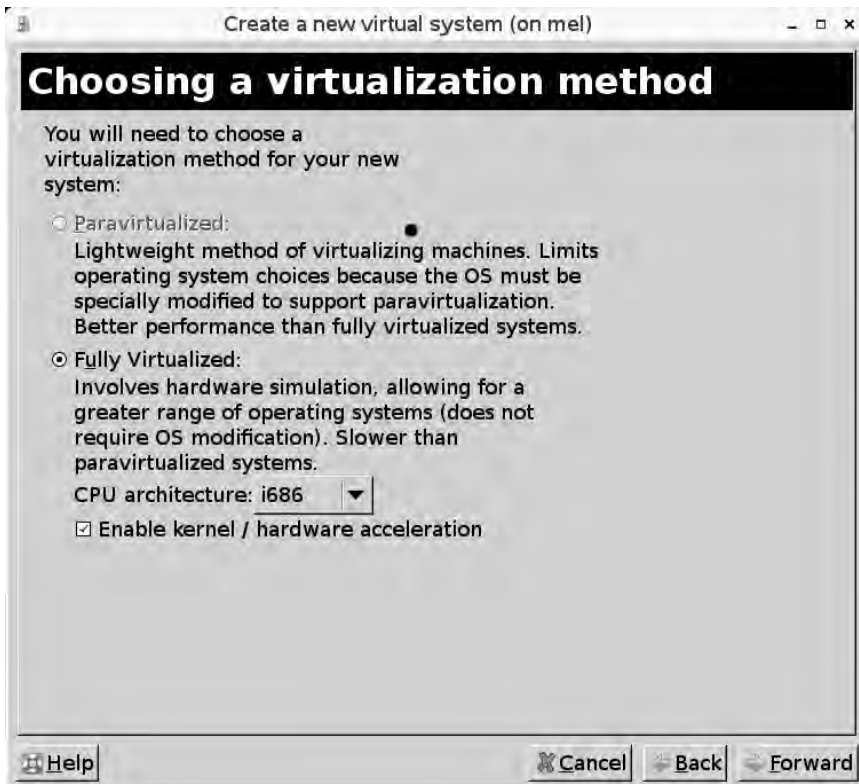 Create a new virtual system (on mel)
Choosing a virtualization method
You will need to choose a
virtualization method for your new
system:
Paravirtualized:
Lightweight method of virtualizing machines. Limits
operating system choices because the OS must be
specially modified to support paravirtualization.
Better performance than fully virtualized systems.
Fully Virtualized:
Involves hardware simulation, allowing for a
greater range of operating systems (does not
require OS modification). Slower than
paravirtualized systems.
CPU architecture: i686
Enable kernel / hardware acceleration
Help Cancel Back Forward